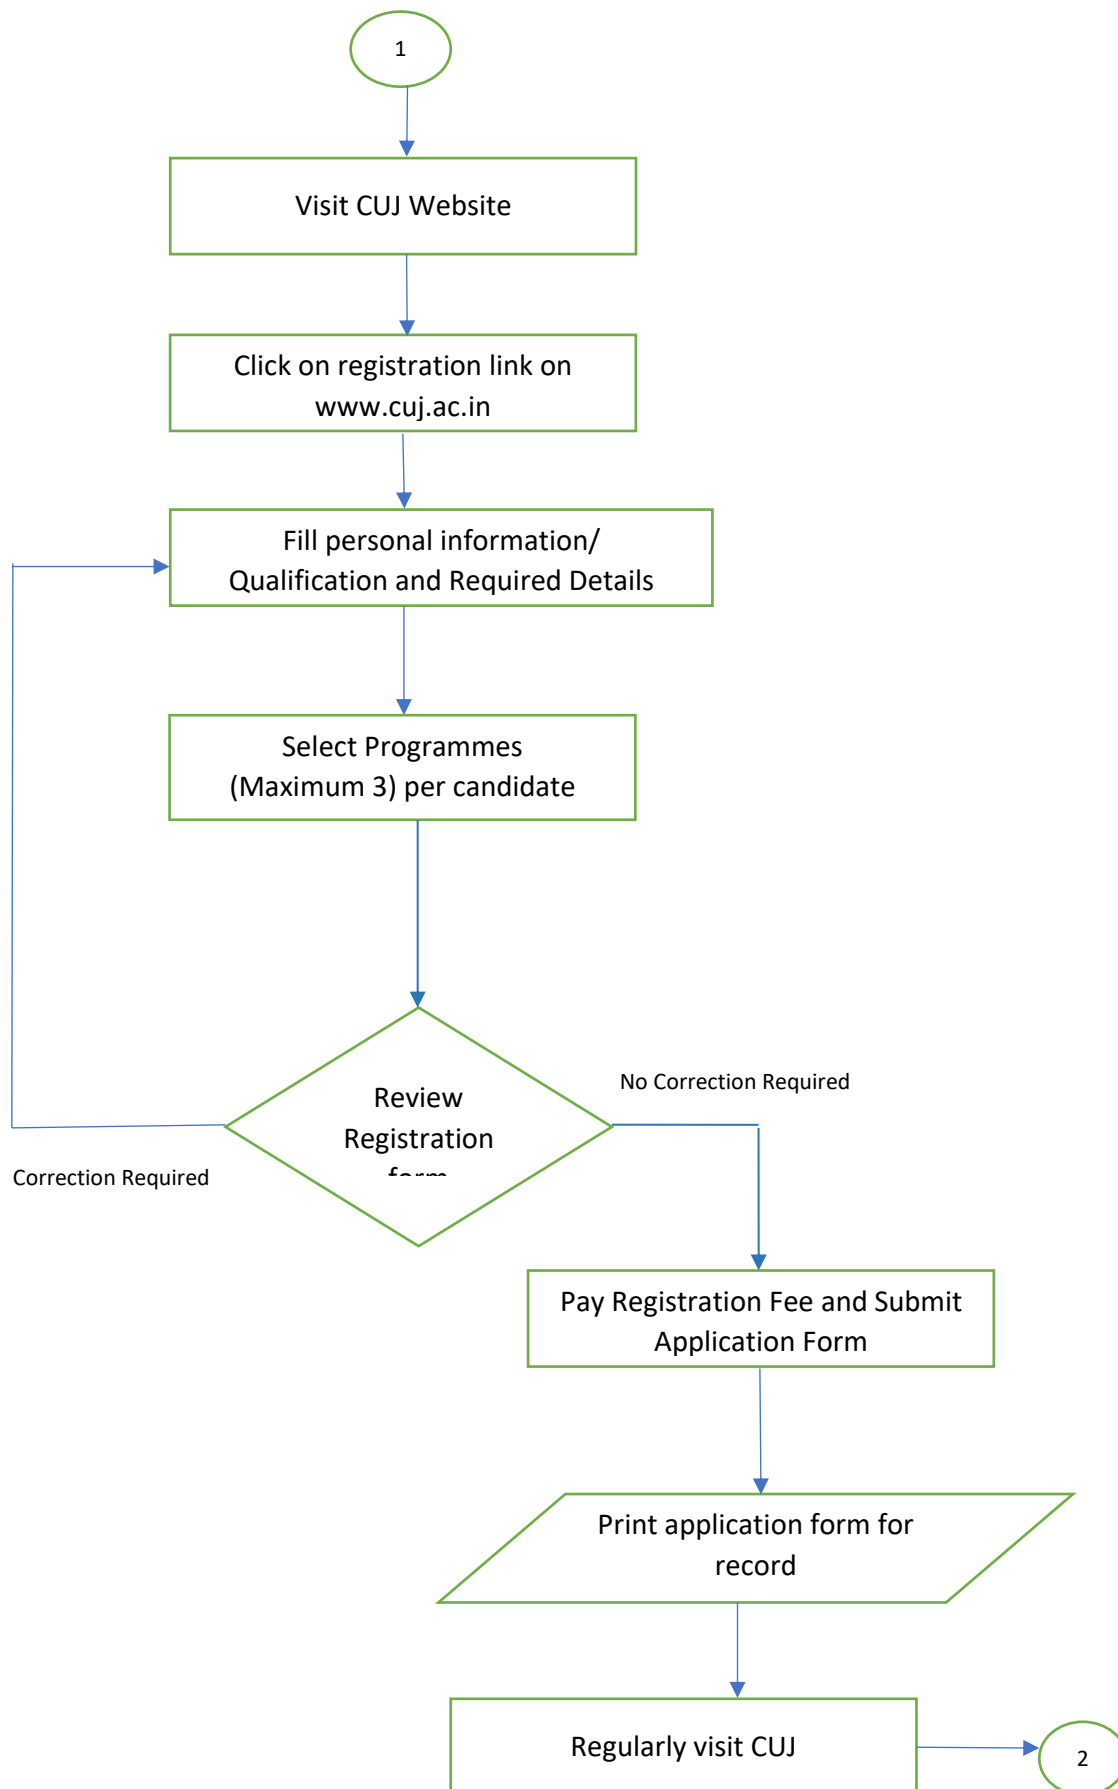 1
Visit CUJ Website
Click on registration link on
www.cuj.ac.in
Fill personal information/
Qualification and Required Details
Select Programmes
(Maximum 3) per candidate
No Correction Required
Review
Registration
form
Correction Required
Pay Registration Fee and Submit
Application Form
Print application form for
record
Regularly visit CUJ
2